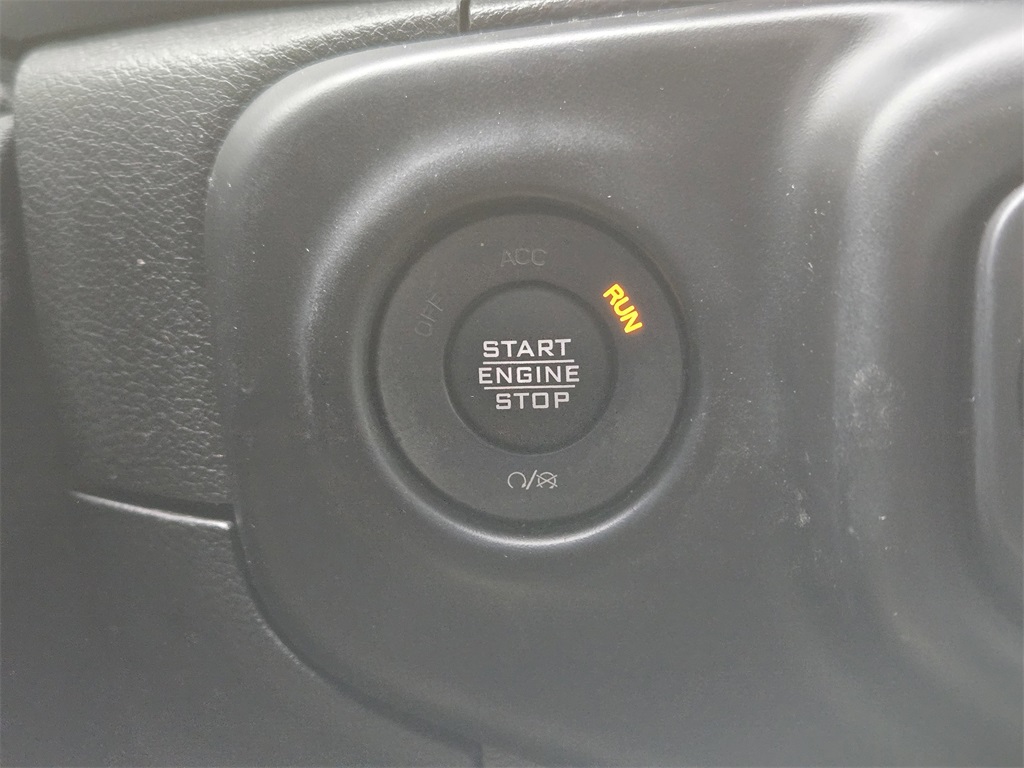 ACC
OFF
RUN
START
ENGINE
STOP